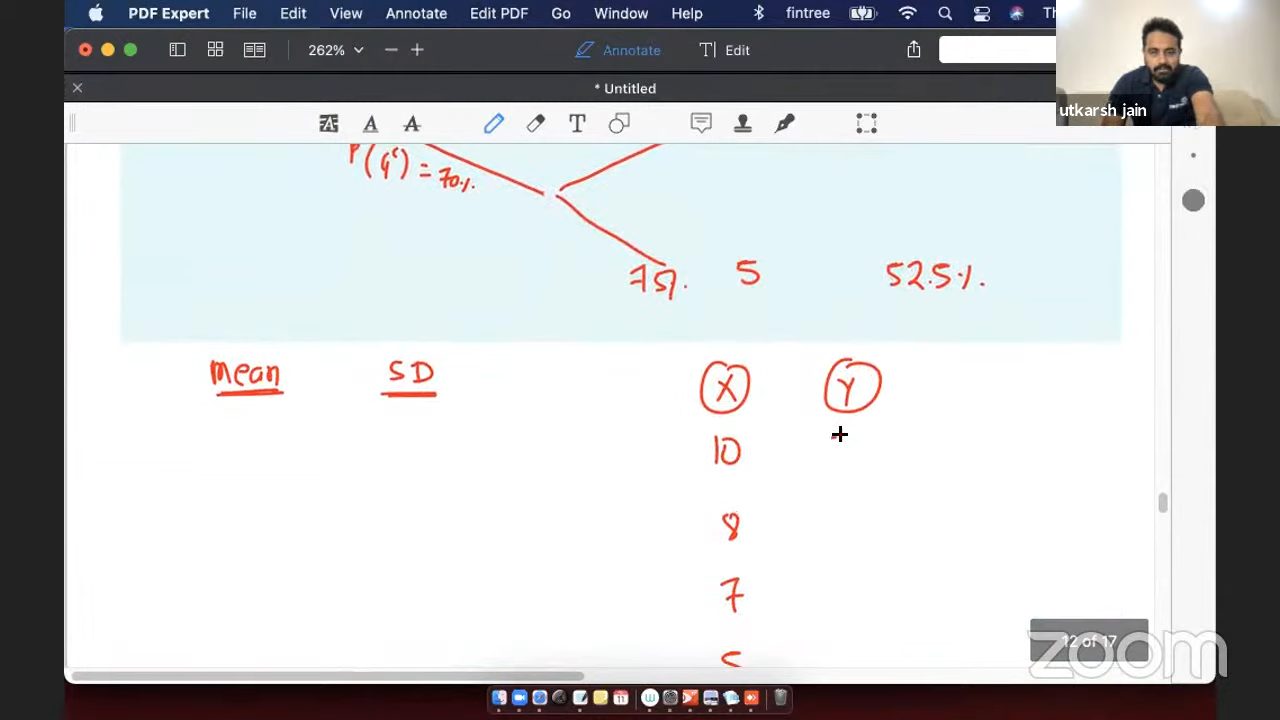 PDF Expert File Edit View Annotate Edit PDF Go Window Help fintree
262% Annotate T| Edit
utkarsh jain
* Untitled
P(G^c) = 70%.
75%. 5 52.5%.
Mean SD X Y
10
8
7
5
12 of 17
zoom